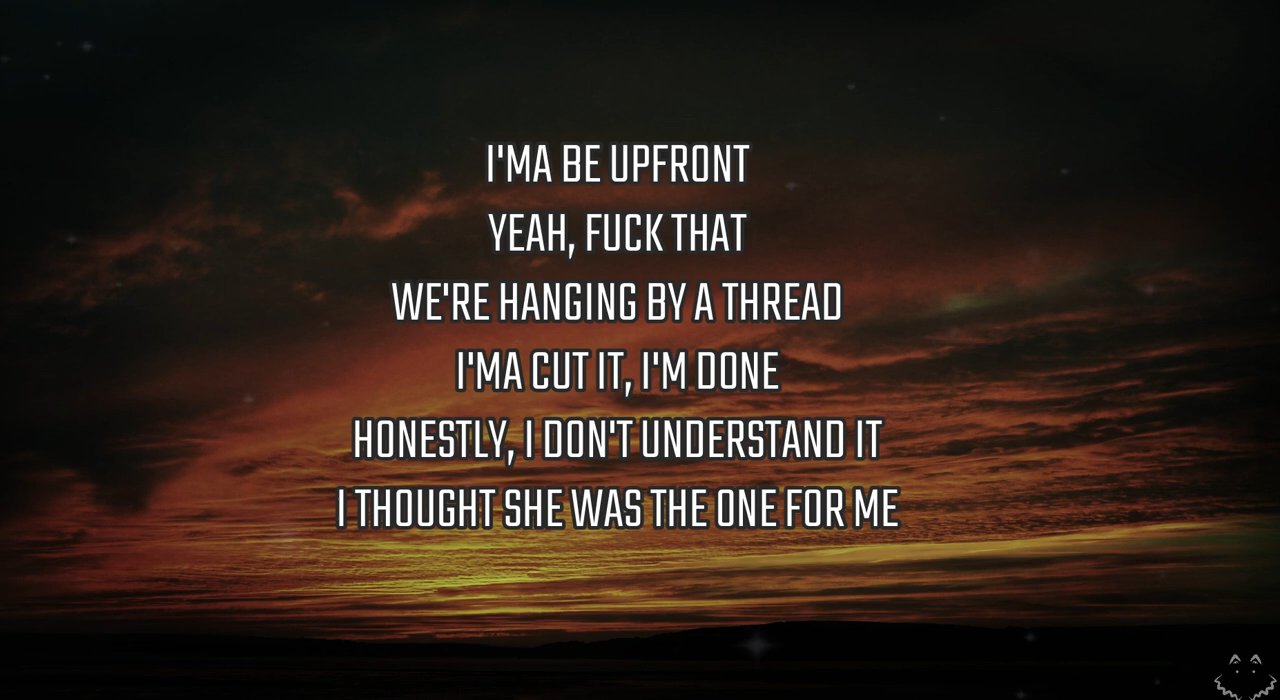 I'MA BE UPFRONT
YEAH, FUCK THAT
WE'RE HANGING BY A THREAD
I'MA CUT IT, I'M DONE
HONESTLY, I DON'T UNDERSTAND IT
I THOUGHT SHE WAS THE ONE FOR ME